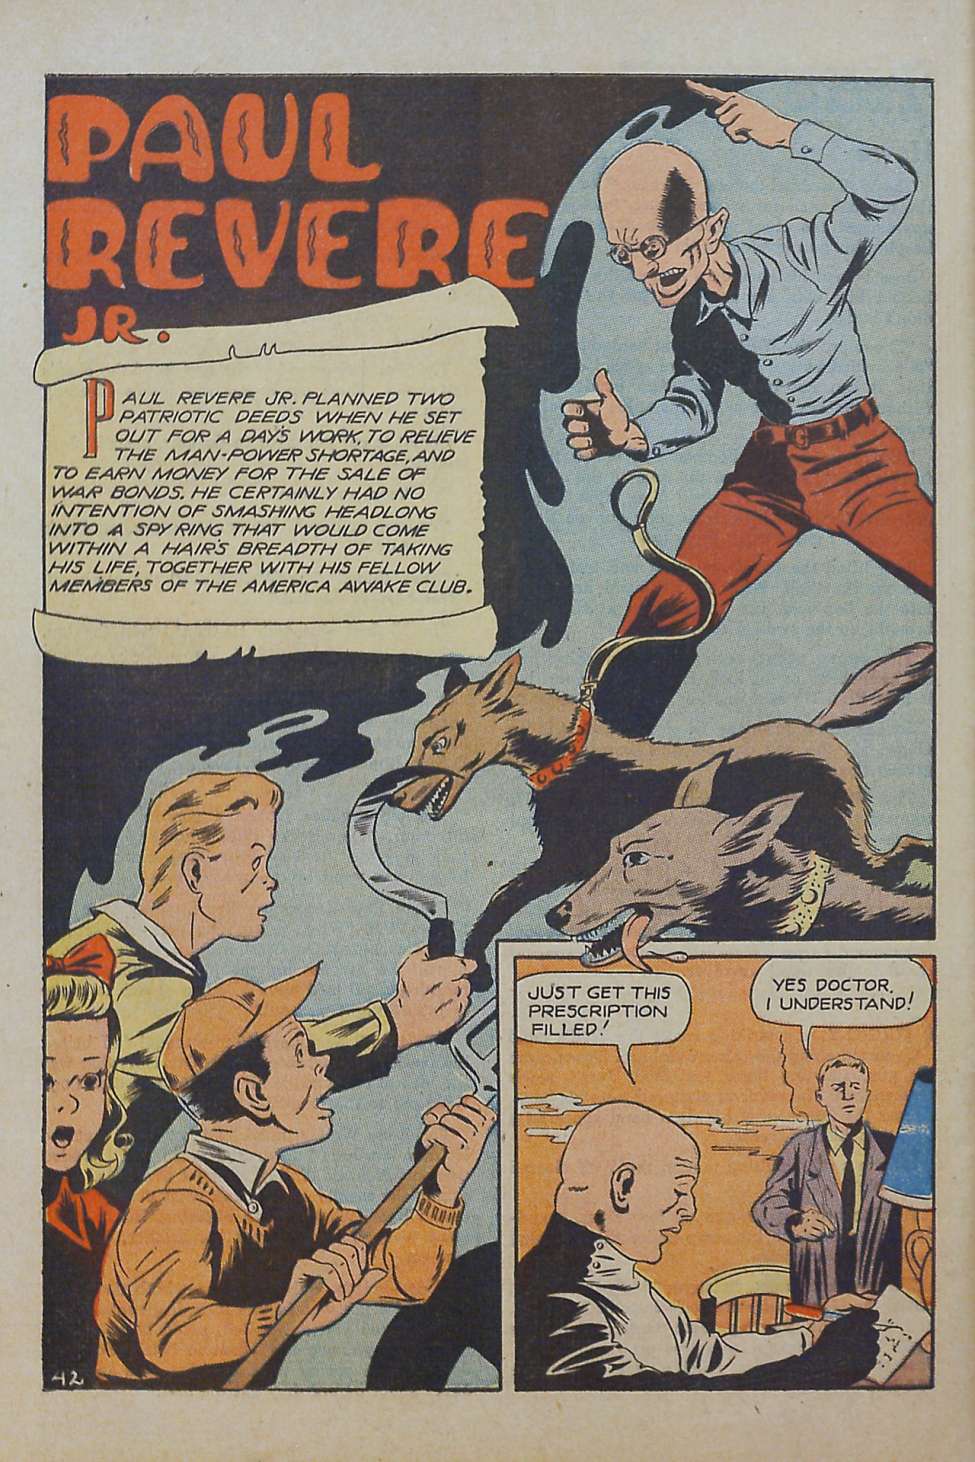 PAUL
REVERE
JR.
PAUL REVERE JR. PLANNED TWO
PATRIOTIC DEEDS WHEN HE SET
OUT FOR A DAY'S WORK, TO RELIEVE
THE MAN-POWER SHORTAGE, AND
TO EARN MONEY FOR THE SALE OF
WAR BONDS. HE CERTAINLY HAD NO
INTENTION OF SMASHING HEADLONG
INTO A SPY RING THAT WOULD COME
WITHIN A HAIR'S BREADTH OF TAKING
HIS LIFE, TOGETHER WITH HIS FELLOW
MEMBERS OF THE AMERICA AWAKE CLUB.
JUST GET THIS
PRESCRIPTION
FILLED!
YES DOCTOR.
I UNDERSTAND!
42